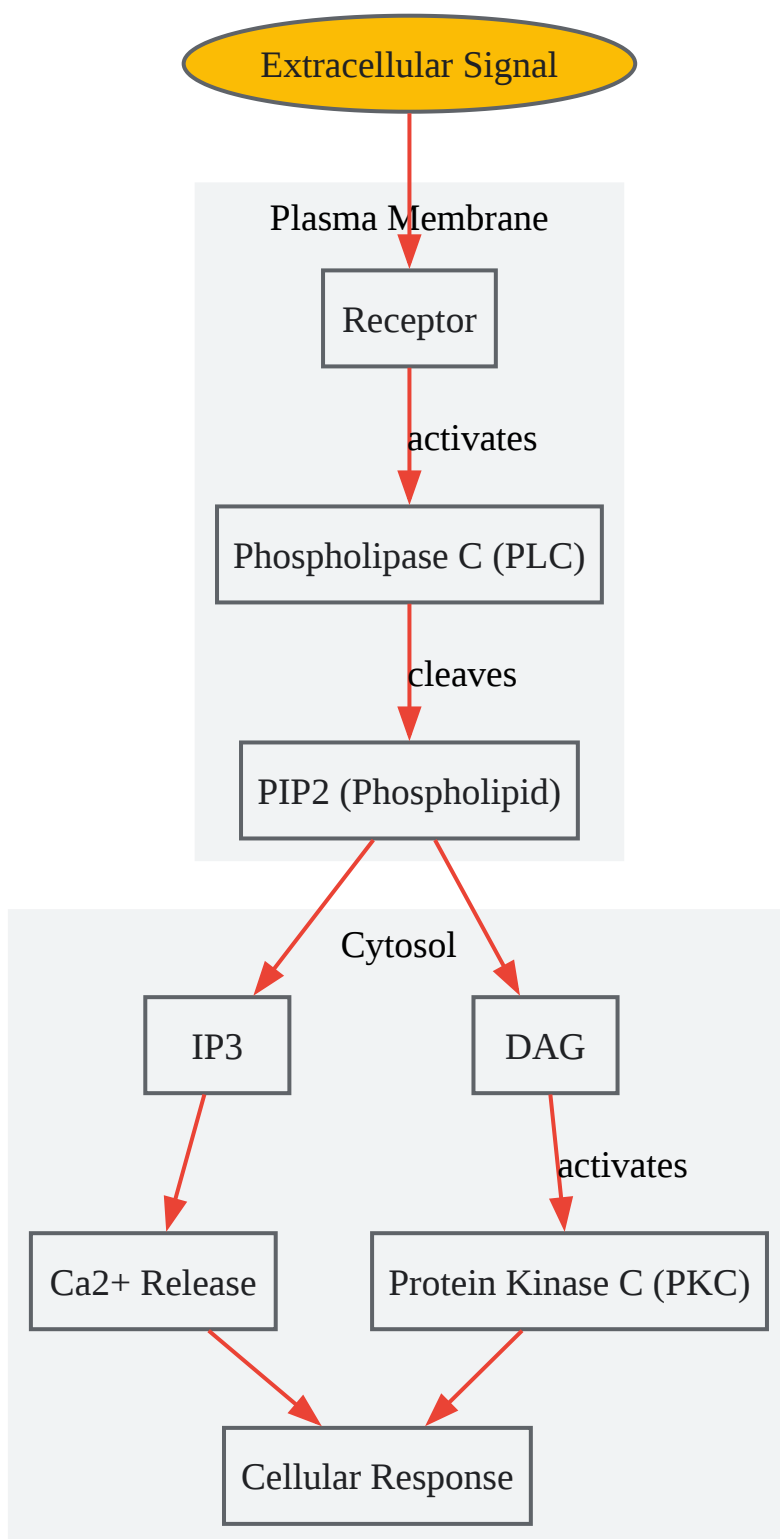 Extracellular Signal
Plasma Membrane
Receptor
activates
Phospholipase C (PLC)
cleaves
PIP2 (Phospholipid)
Cytosol
IP3
DAG
activates
Ca2+ Release
Protein Kinase C (PKC)
Cellular Response